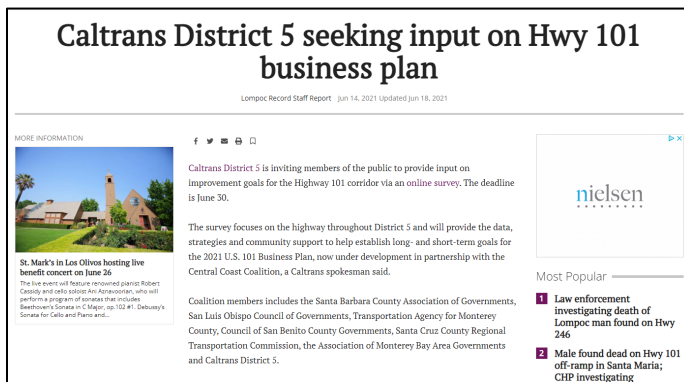 Caltrans District 5 seeking input on Hwy 101
business plan
Lompoc Record Staff Report Jun 14, 2021 Updated Jun 18, 2021
MORE INFORMATION
St. Mark's in Los Olivos hosting live
benefit concert on June 26
The live event will feature renowned pianist Robert
Cassidy and cello soloist Ani Aznavoorian, who will
perform a program of sonatas that includes
Beethoven's Sonata in C Major, op.102 #1. Debussy's
Sonata for Cello and Piano and...
Caltrans District 5 is inviting members of the public to provide input on
improvement goals for the Highway 101 corridor via an online survey. The deadline
is June 30.
The survey focuses on the highway throughout District 5 and will provide the data,
strategies and community support to help establish long- and short-term goals for
the 2021 U.S. 101 Business Plan, now under development in partnership with the
Central Coast Coalition, a Caltrans spokesman said.
Coalition members includes the Santa Barbara County Association of Governments,
San Luis Obispo Council of Governments, Transportation Agency for Monterey
County, Council of San Benito County Governments, Santa Cruz County Regional
Transportation Commission, the Association of Monterey Bay Area Governments
and Caltrans District 5.
nielsen
Most Popular
1 Law enforcement
investigating death of
Lompoc man found on Hwy
246
2 Male found dead on Hwy 101
off-ramp in Santa Maria;
CHP investigating